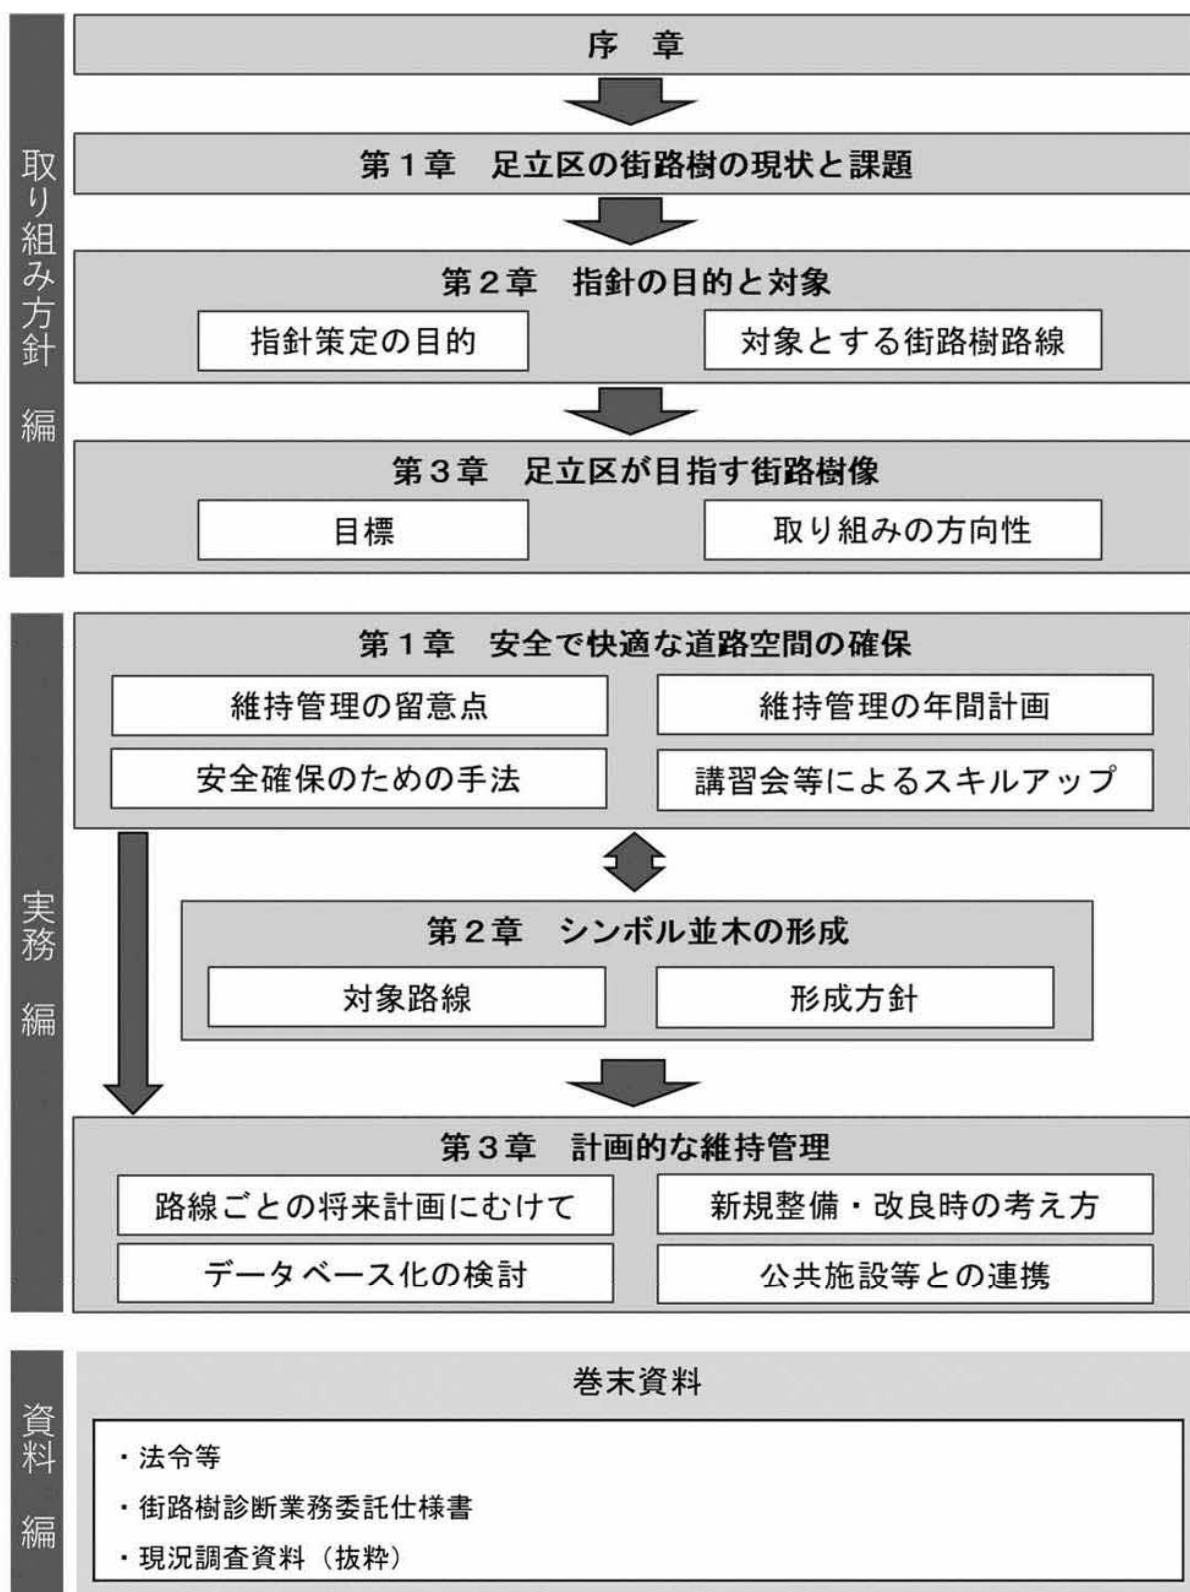 取り組み方針　編
序　章
第１章　足立区の街路樹の現状と課題
第２章　指針の目的と対象
指針策定の目的
対象とする街路樹路線
第３章　足立区が目指す街路樹像
目標
取り組みの方向性
実務　編
第１章　安全で快適な道路空間の確保
維持管理の留意点
維持管理の年間計画
安全確保のための手法
講習会等によるスキルアップ
第２章　シンボル並木の形成
対象路線
形成方針
第３章　計画的な維持管理
路線ごとの将来計画にむけて
新規整備・改良時の考え方
データベース化の検討
公共施設等との連携
資料　編
巻末資料
・法令等
・街路樹診断業務委託仕様書
・現況調査資料（抜粋）